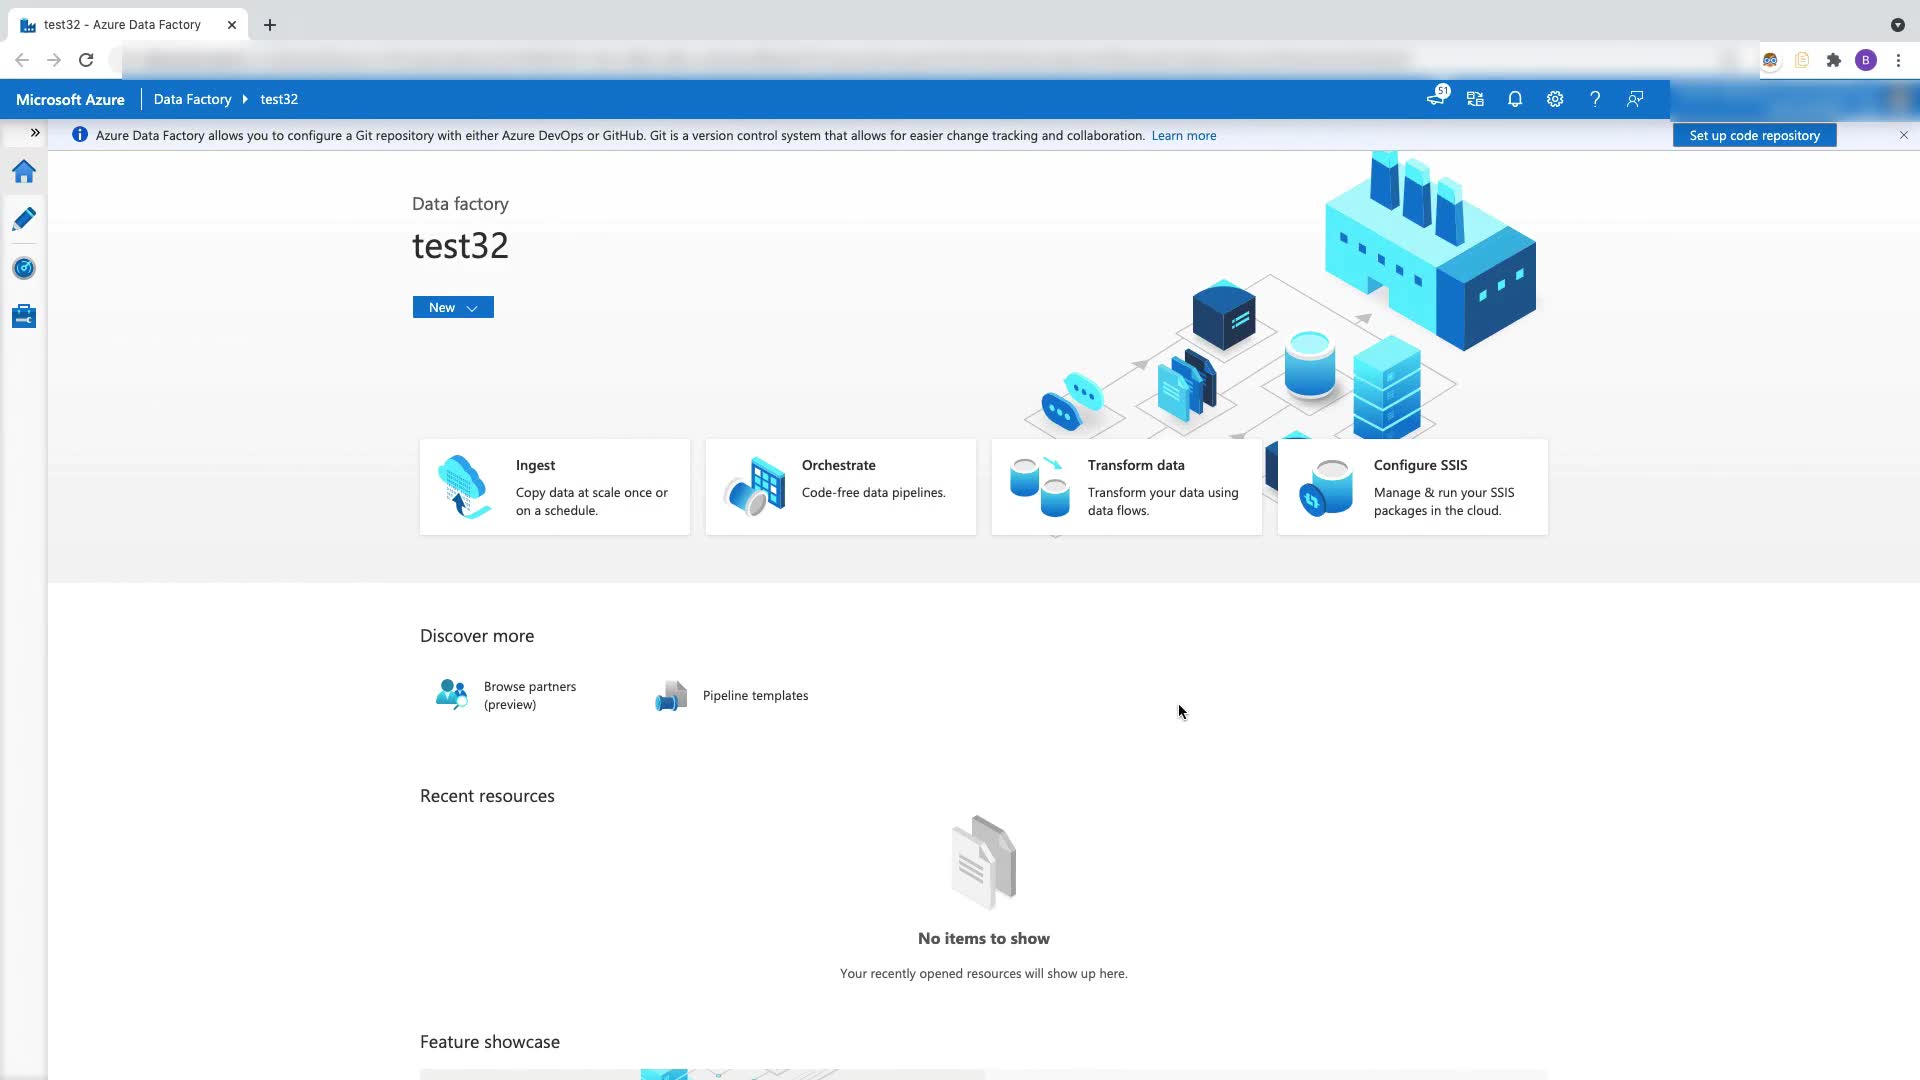 test32 - Azure Data Factory
B
Microsoft Azure
Data Factory
test32
51
Azure Data Factory allows you to configure a Git repository with either Azure DevOps or GitHub. Git is a version control system that allows for easier change tracking and collaboration. Learn more
Set up code repository
Data factory
test32
New
Ingest
Copy data at scale once or
on a schedule.
Orchestrate
Code-free data pipelines.
Transform data
Transform your data using
data flows.
Configure SSIS
Manage & run your SSIS
packages in the cloud.
Discover more
Browse partners
(preview)
Pipeline templates
Recent resources
No items to show
Your recently opened resources will show up here.
Feature showcase